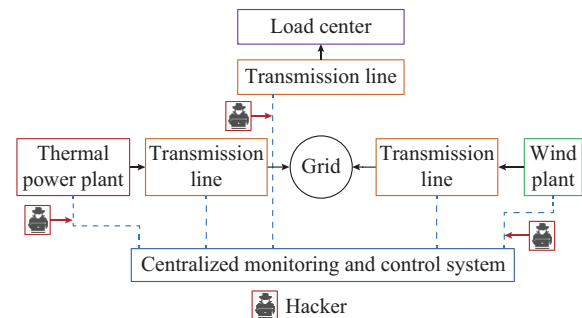 Load center
Transmission line
Thermal
power plant
Transmission
line
Grid
Transmission
line
Wind
plant
Centralized monitoring and control system
Hacker